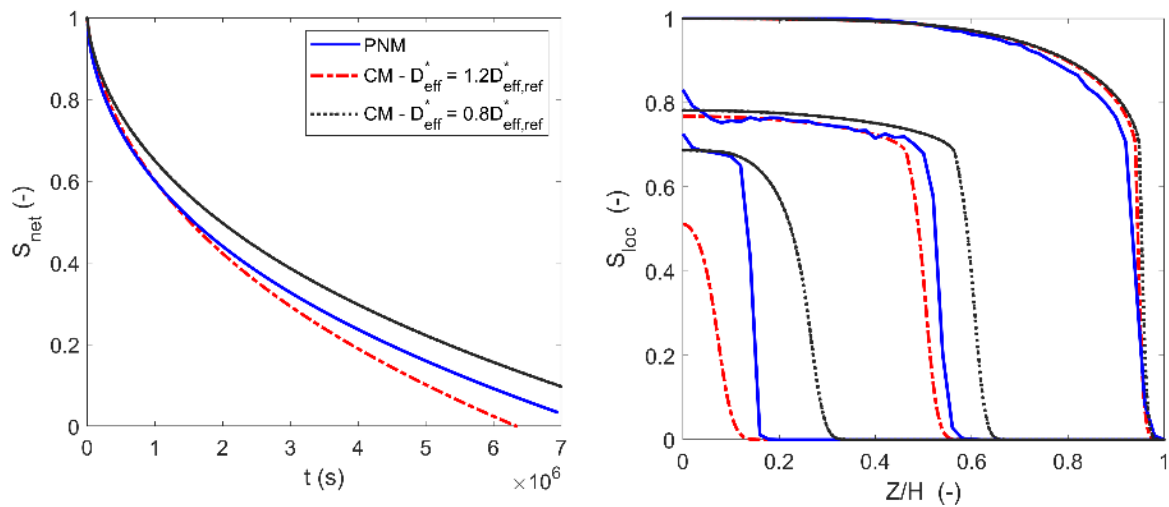 1
0.8
0.6
0.4
0.2
0
S_net (-)
0 1 2 3 4 5 6 7
t (s)
×10^6
PNM
CM - D*_eff = 1.2D*_eff,ref
CM - D*_eff = 0.8D*_eff,ref
1
0.8
0.6
0.4
0.2
0
S_loc (-)
0 0.2 0.4 0.6 0.8 1
Z/H (-)